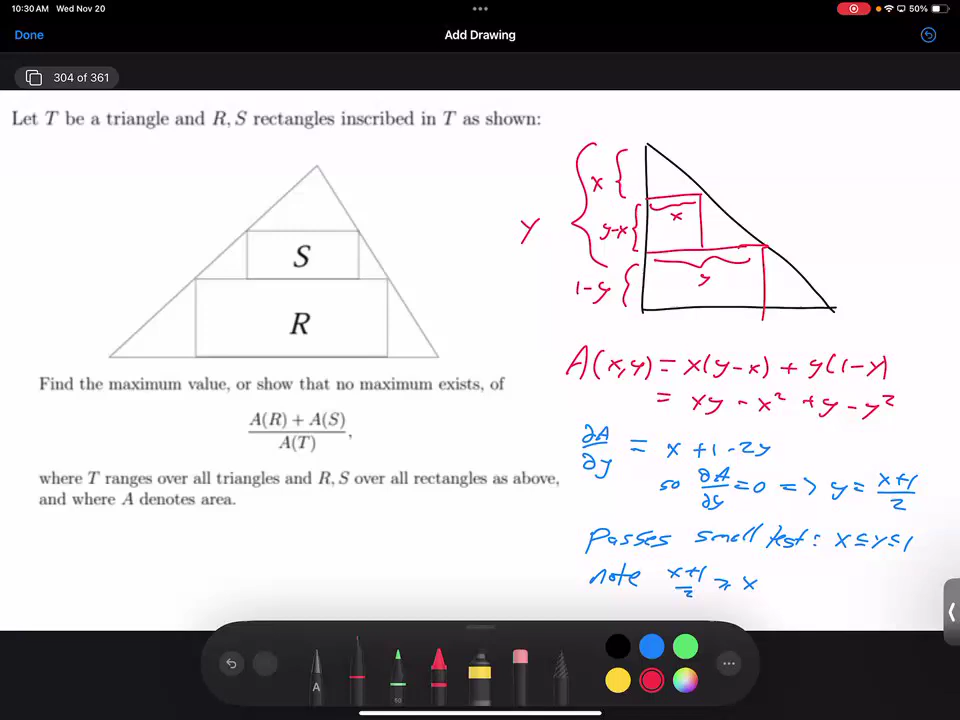 10:30 AM Wed Nov 20
50%
Done
Add Drawing
304 of 361
Let T be a triangle and R, S rectangles inscribed in T as shown:
S
R
Find the maximum value, or show that no maximum exists, of
A(R) + A(S)
A(T) ,
where T ranges over all triangles and R, S over all rectangles as above,
and where A denotes area.
y
x
y-x
1-y
x
y
A(x,y) = x(y-x) + y(1-y)
= xy - x² + y - y²
∂A/∂y = x + 1 - 2y
so ∂A/∂y = 0 => y = x+1/2
Passes small test: x ≤ y ≤ 1
note x+1/2 ≥ x
A
50